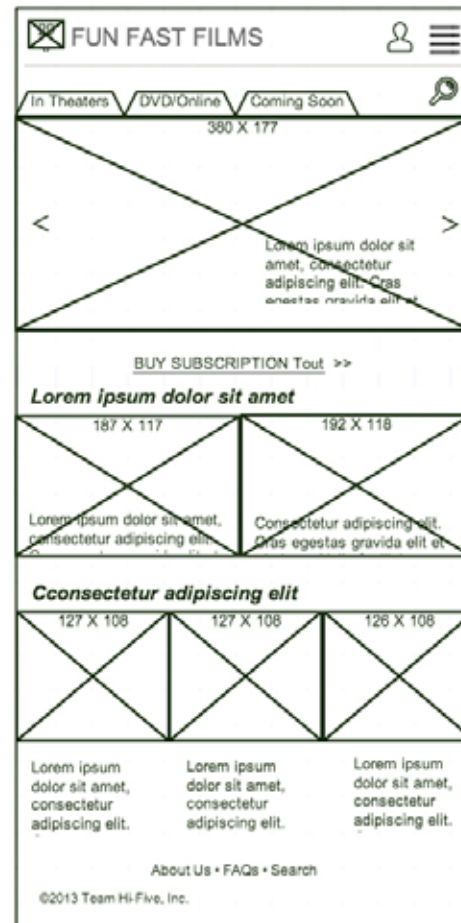 FUN FAST FILMS
In Theaters DVD/Online Coming Soon
380 X 177
<
>
Lorem ipsum dolor sit
amet, consectetur
adipiscing elit. Cras
egestas gravida elit et
BUY SUBSCRIPTION Tout >>
Lorem ipsum dolor sit amet
187 X 117
Lorem ipsum dolor sit amet,
consectetur adipiscing elit.
192 X 118
Consectetur adipiscing elit.
Cras egestas gravida elit et
Cconsectetur adipiscing elit
127 X 108
127 X 108
126 X 108
Lorem ipsum
dolor sit amet,
consectetur
adipiscing elit.
Lorem ipsum
dolor sit amet,
consectetur
adipiscing elit.
Lorem ipsum
dolor sit amet,
consectetur
adipiscing elit.
About Us • FAQs • Search
©2013 Team Hi-Five, Inc.